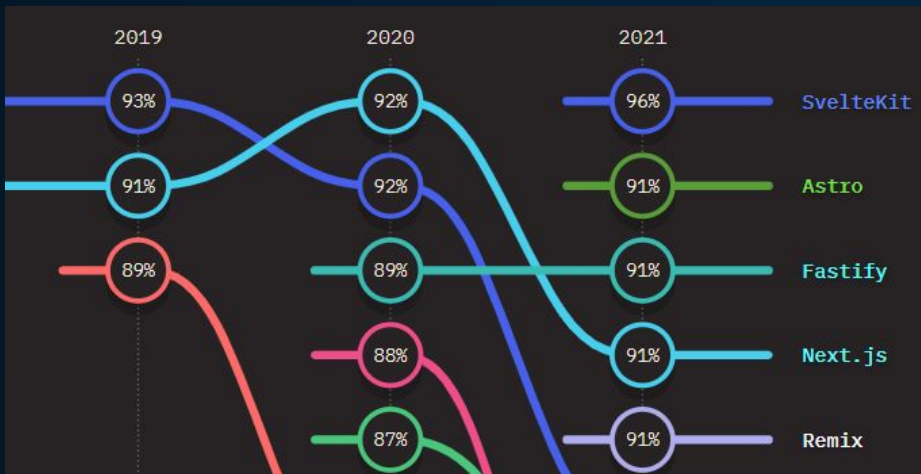 2019 2020 2021
93% 92% 96% SvelteKit
91% 92% 91% Astro
89% 89% 91% Fastify
88% 91% Next.js
87% 91% Remix